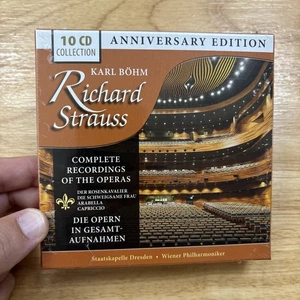 10 CD
COLLECTION
ANNIVERSARY EDITION
KARL BÖHM
Richard
Strauss
COMPLETE
RECORDINGS
OF THE OPERAS
DER ROSENKAVALIER
DIE SCHWEIGSAME FRAU
ARABELLA
CAPRICCIO
DIE OPERN
IN GESAMT-
AUFNAHMEN
Staatskapelle Dresden • Wiener Philharmoniker